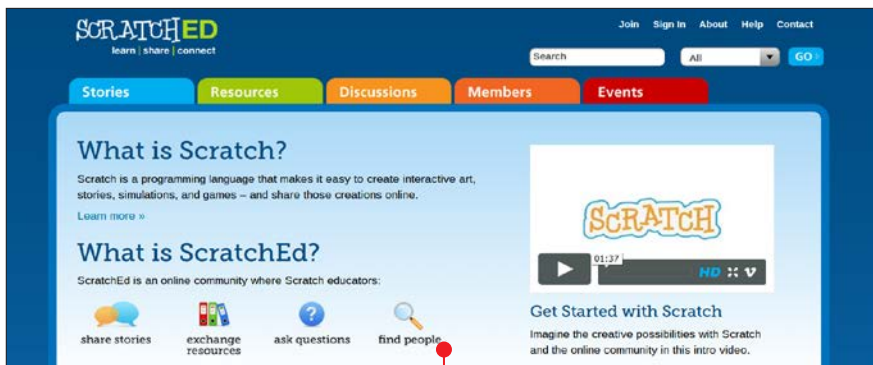 SCRATCHED
learn | share | connect
Join Sign In About Help Contact
Search
All
GO
Stories Resources Discussions Members Events
What is Scratch?
Scratch is a programming language that makes it easy to create interactive art,
stories, simulations, and games – and share those creations online.
Learn more »
What is ScratchEd?
ScratchEd is an online community where Scratch educators:
share stories
exchange
resources
ask questions
find people
SCRATCH
01:37
HD
Get Started with Scratch
Imagine the creative possibilities with Scratch
and the online community in this intro video.